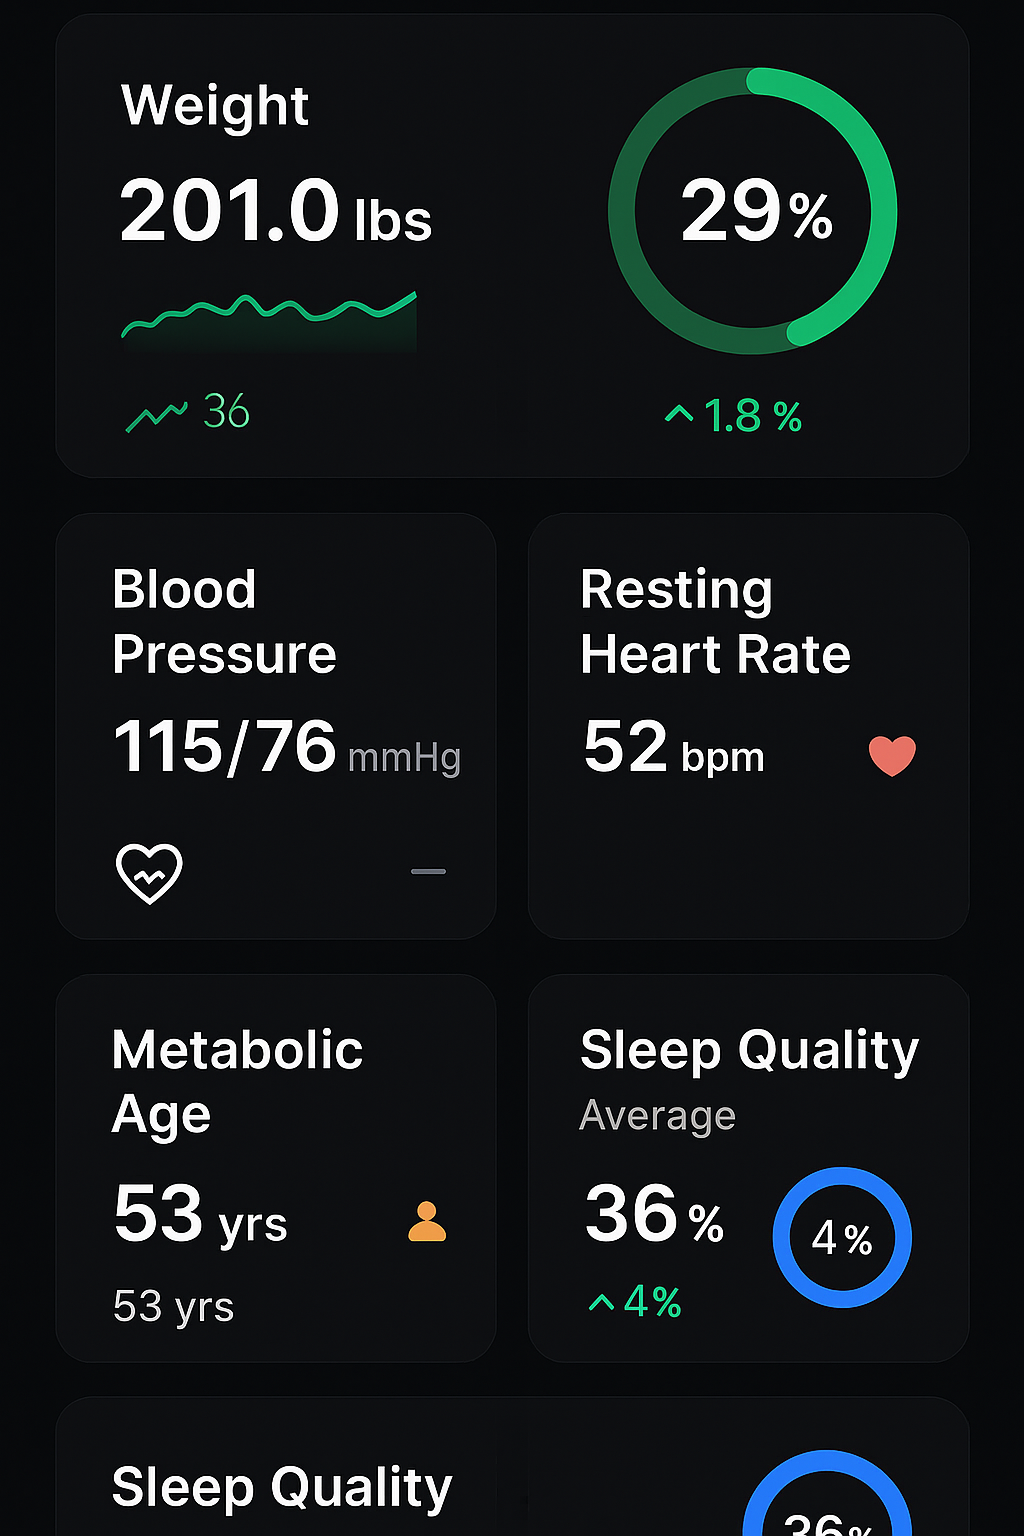 Weight
201.0 lbs
29%
36
1.8 %
Blood
Pressure
115/76 mmHg
Resting
Heart Rate
52 bpm
Metabolic
Age
53 yrs
53 yrs
Sleep Quality
Average
36%
4%
4%
Sleep Quality
36%